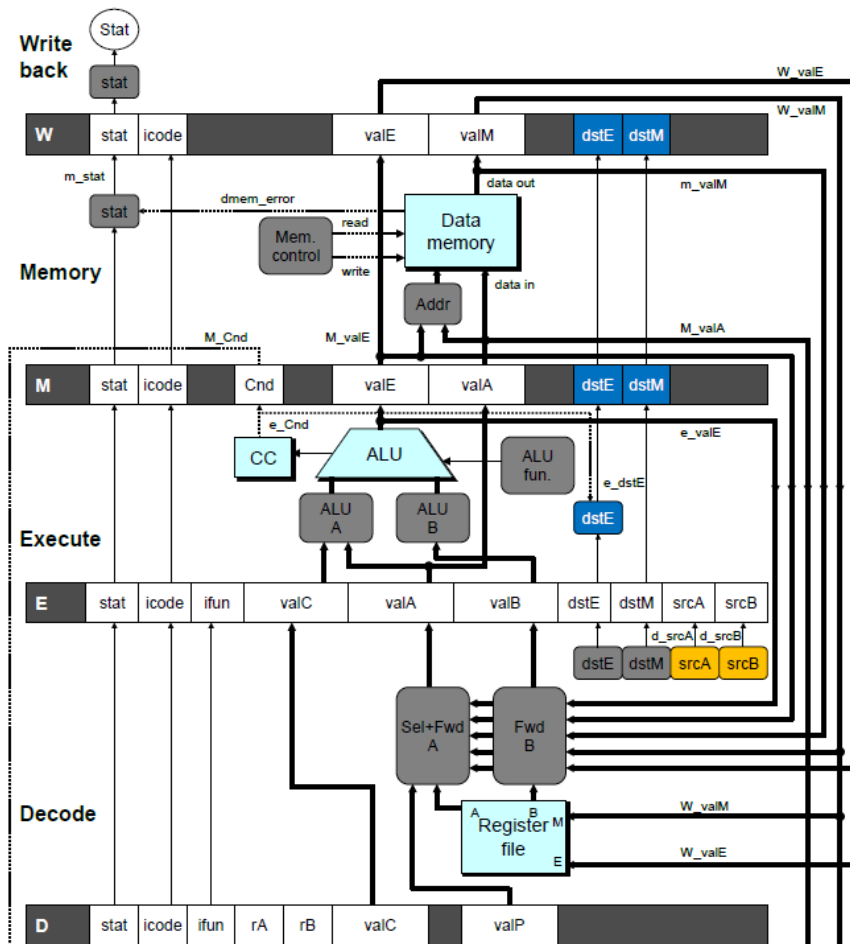 Stat
Write
back
stat
W_valE
W_valM
W
stat
icode
valE
valM
dstE
dstM
m_stat
data out
m_valM
dmem_error
stat
read
Mem.
control
Data
memory
write
Memory
data in
Addr
M_Cnd
M_valE
M_valA
M
stat
icode
Cnd
valE
valA
dstE
dstM
e_Cnd
e_valE
CC
ALU
ALU
fun.
e_dstE
ALU
A
ALU
B
dstE
Execute
E
stat
icode
ifun
valC
valA
valB
dstE
dstM
srcA
srcB
d_srcA
d_srcB
dstE
dstM
srcA
srcB
Sel+Fwd
A
Fwd
B
Decode
A
B
M
Register
file
E
W_valM
W_valE
D
stat
icode
ifun
rA
rB
valC
valP